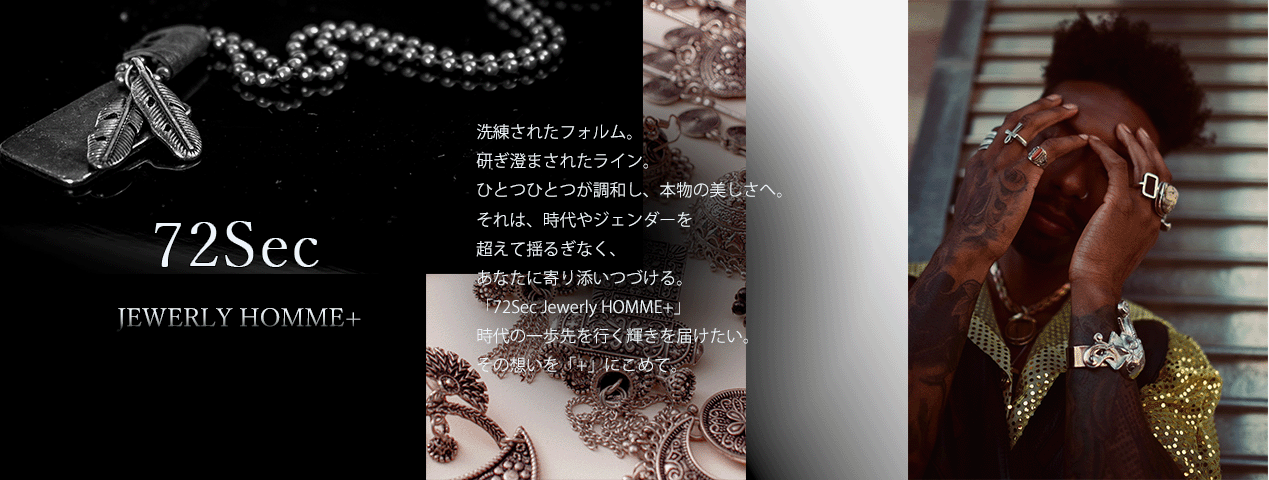 72Sec
JEWERLY HOMME+
洗練されたフォルム。
研ぎ澄まされたライン。
ひとつひとつが調和し、本物の美しさへ。
それは、時代やジェンダーを
超えて揺るぎなく、
あなたに寄り添いつづける。
「72Sec Jewerly HOMME+」
時代の一歩先を行く輝きを届けたい。
その想いを「+」にこめて。